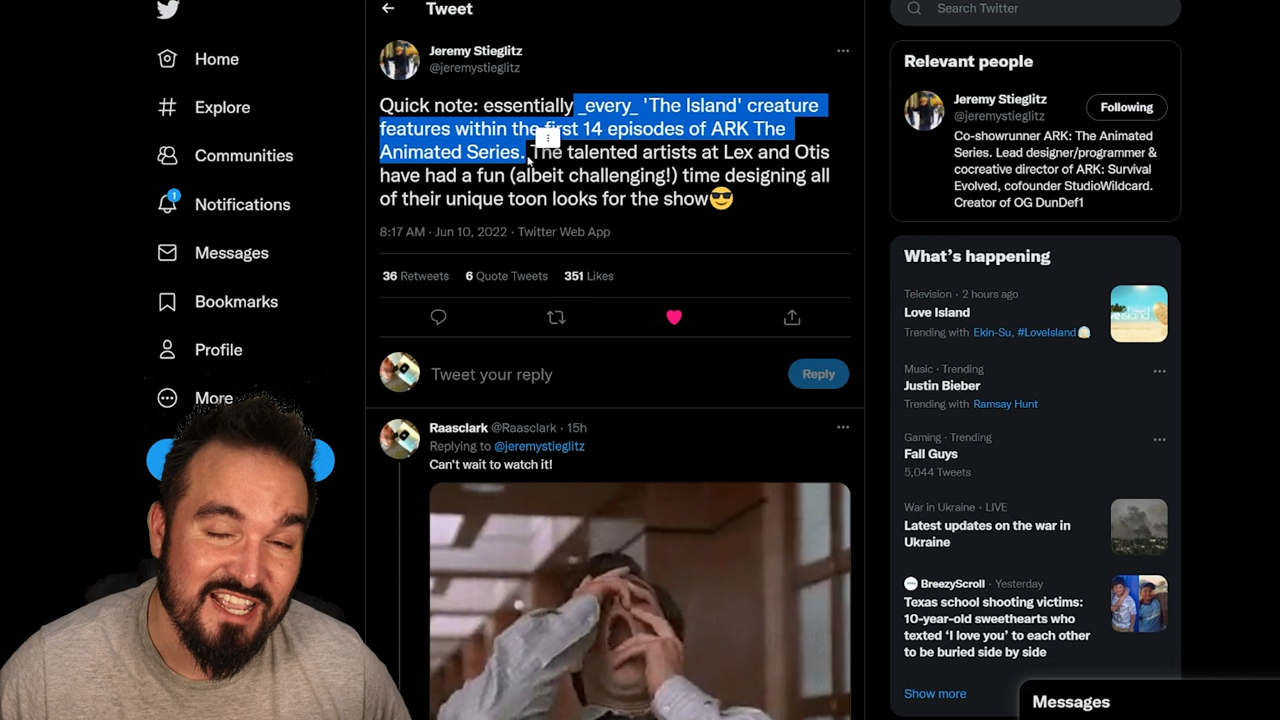 Home
Explore
Communities
1
Notifications
Messages
Bookmarks
Profile
More
Tweet
Jeremy Stieglitz
@jeremystieglitz
Quick note: essentially _every_ 'The Island' creature
features within the first 14 episodes of ARK The
Animated Series. The talented artists at Lex and Otis
have had a fun (albeit challenging!) time designing all
of their unique toon looks for the show😎
8:17 AM · Jun 10, 2022 · Twitter Web App
36 Retweets 6 Quote Tweets 351 Likes
Tweet your reply
Reply
Raasclark @Raasclark · 15h
Replying to @jeremystieglitz
Can't wait to watch it!
Search Twitter
Relevant people
Jeremy Stieglitz
@jeremystieglitz
Following
Co-showrunner ARK: The Animated
Series. Lead designer/programmer &
cocreative director of ARK: Survival
Evolved, cofounder StudioWildcard.
Creator of OG DunDef1
What's happening
Television · 2 hours ago
Love Island
Trending with Ekin-Su, #LoveIsland
Music · Trending
Justin Bieber
Trending with Ramsay Hunt
Gaming · Trending
Fall Guys
5,044 Tweets
War in Ukraine · LIVE
Latest updates on the war in
Ukraine
BreezyScroll · Yesterday
Texas school shooting victims:
10-year-old sweethearts who
texted 'I love you' to each other
to be buried side by side
Show more
Messages